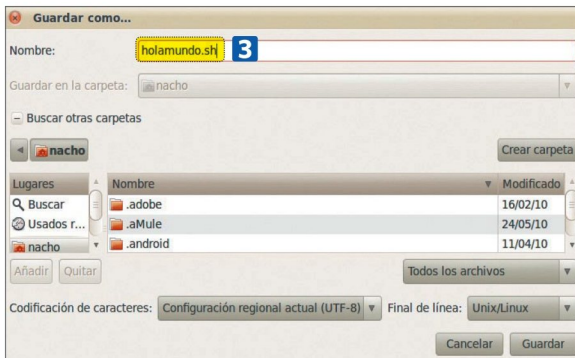 Guardar como...
Nombre: holamundo.sh 3
Guardar en la carpeta: nacho
Buscar otras carpetas
nacho Crear carpeta
Lugares Nombre Modificado
Buscar .adobe 16/02/10
Usados r... .aMule 24/05/10
nacho .android 11/04/10
Añadir Quitar Todos los archivos
Codificación de caracteres: Configuración regional actual (UTF-8) Final de línea: Unix/Linux
Cancelar Guardar